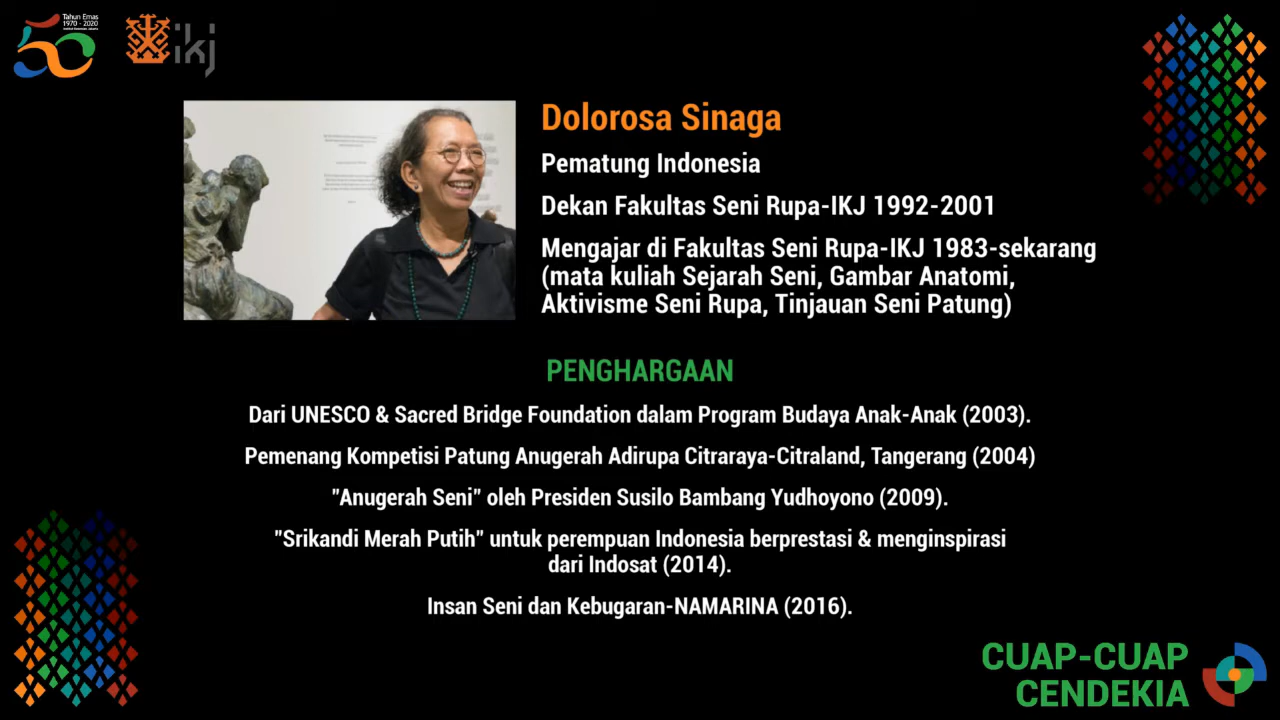 Tahun Emas
1970 - 2020
Institut Kesenian Jakarta
50
ikj
Dolorosa Sinaga
Pematung Indonesia
Dekan Fakultas Seni Rupa-IKJ 1992-2001
Mengajar di Fakultas Seni Rupa-IKJ 1983-sekarang
(mata kuliah Sejarah Seni, Gambar Anatomi,
Aktivisme Seni Rupa, Tinjauan Seni Patung)
PENGHARGAAN
Dari UNESCO & Sacred Bridge Foundation dalam Program Budaya Anak-Anak (2003).
Pemenang Kompetisi Patung Anugerah Adirupa Citraraya-Citraland, Tangerang (2004)
"Anugerah Seni" oleh Presiden Susilo Bambang Yudhoyono (2009).
"Srikandi Merah Putih" untuk perempuan Indonesia berprestasi & menginspirasi
dari Indosat (2014).
Insan Seni dan Kebugaran-NAMARINA (2016).
CUAP-CUAP
CENDEKIA